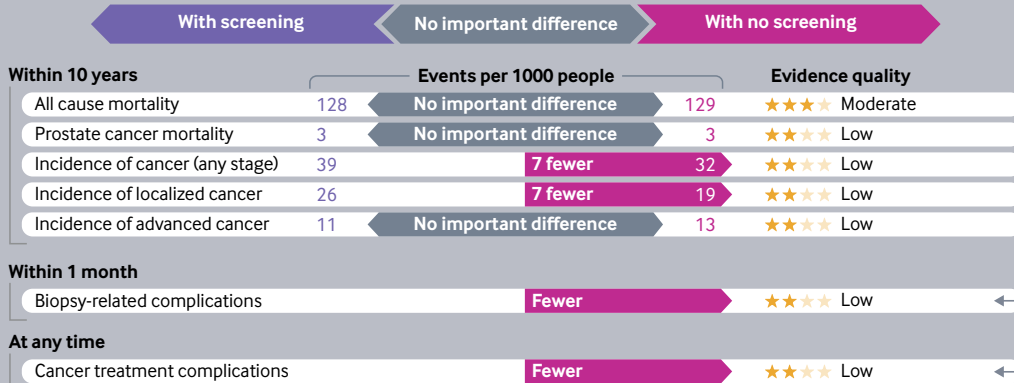 With screening No important difference With no screening
Within 10 years Events per 1000 people Evidence quality
All cause mortality 128 No important difference 129 Moderate
Prostate cancer mortality 3 No important difference 3 Low
Incidence of cancer (any stage) 39 7 fewer 32 Low
Incidence of localized cancer 26 7 fewer 19 Low
Incidence of advanced cancer 11 No important difference 13 Low
Within 1 month
Biopsy-related complications Fewer Low
At any time
Cancer treatment complications Fewer Low